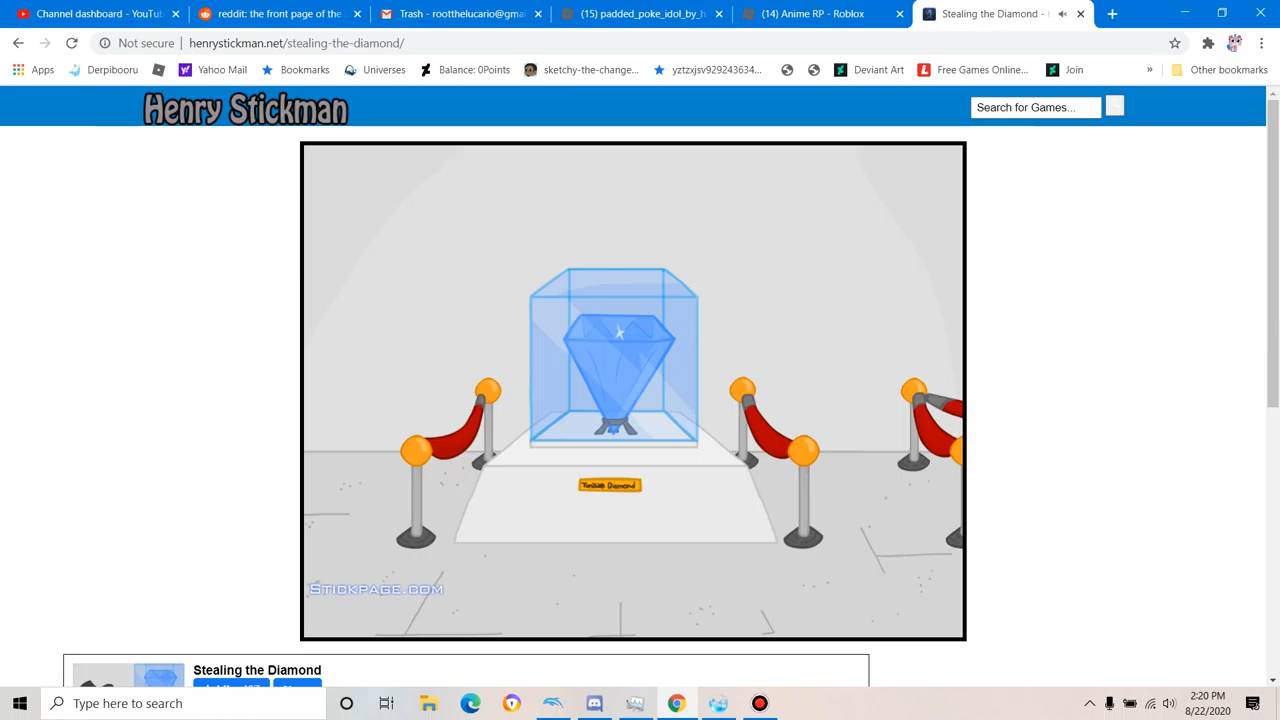 Channel dashboard - YouTu
reddit: the front page of the
Trash - rootthelucario@gmai
(15) padded_poke_idol_by_h
(14) Anime RP - Roblox
Stealing the Diamond - H
Not secure | henrystickman.net/stealing-the-diamond/
Apps
Derpibooru
Yahoo Mail
Bookmarks
Universes
Balance: 0Points
sketchy-the-change...
yztzxjsv929243634...
Deviant Art
Free Games Online...
Join
»
Other bookmarks
Henry Stickman
Search for Games...
Tunisian Diamond
STICKPAGE.COM
Stealing the Diamond
Type here to search
2:20 PM
8/22/2020